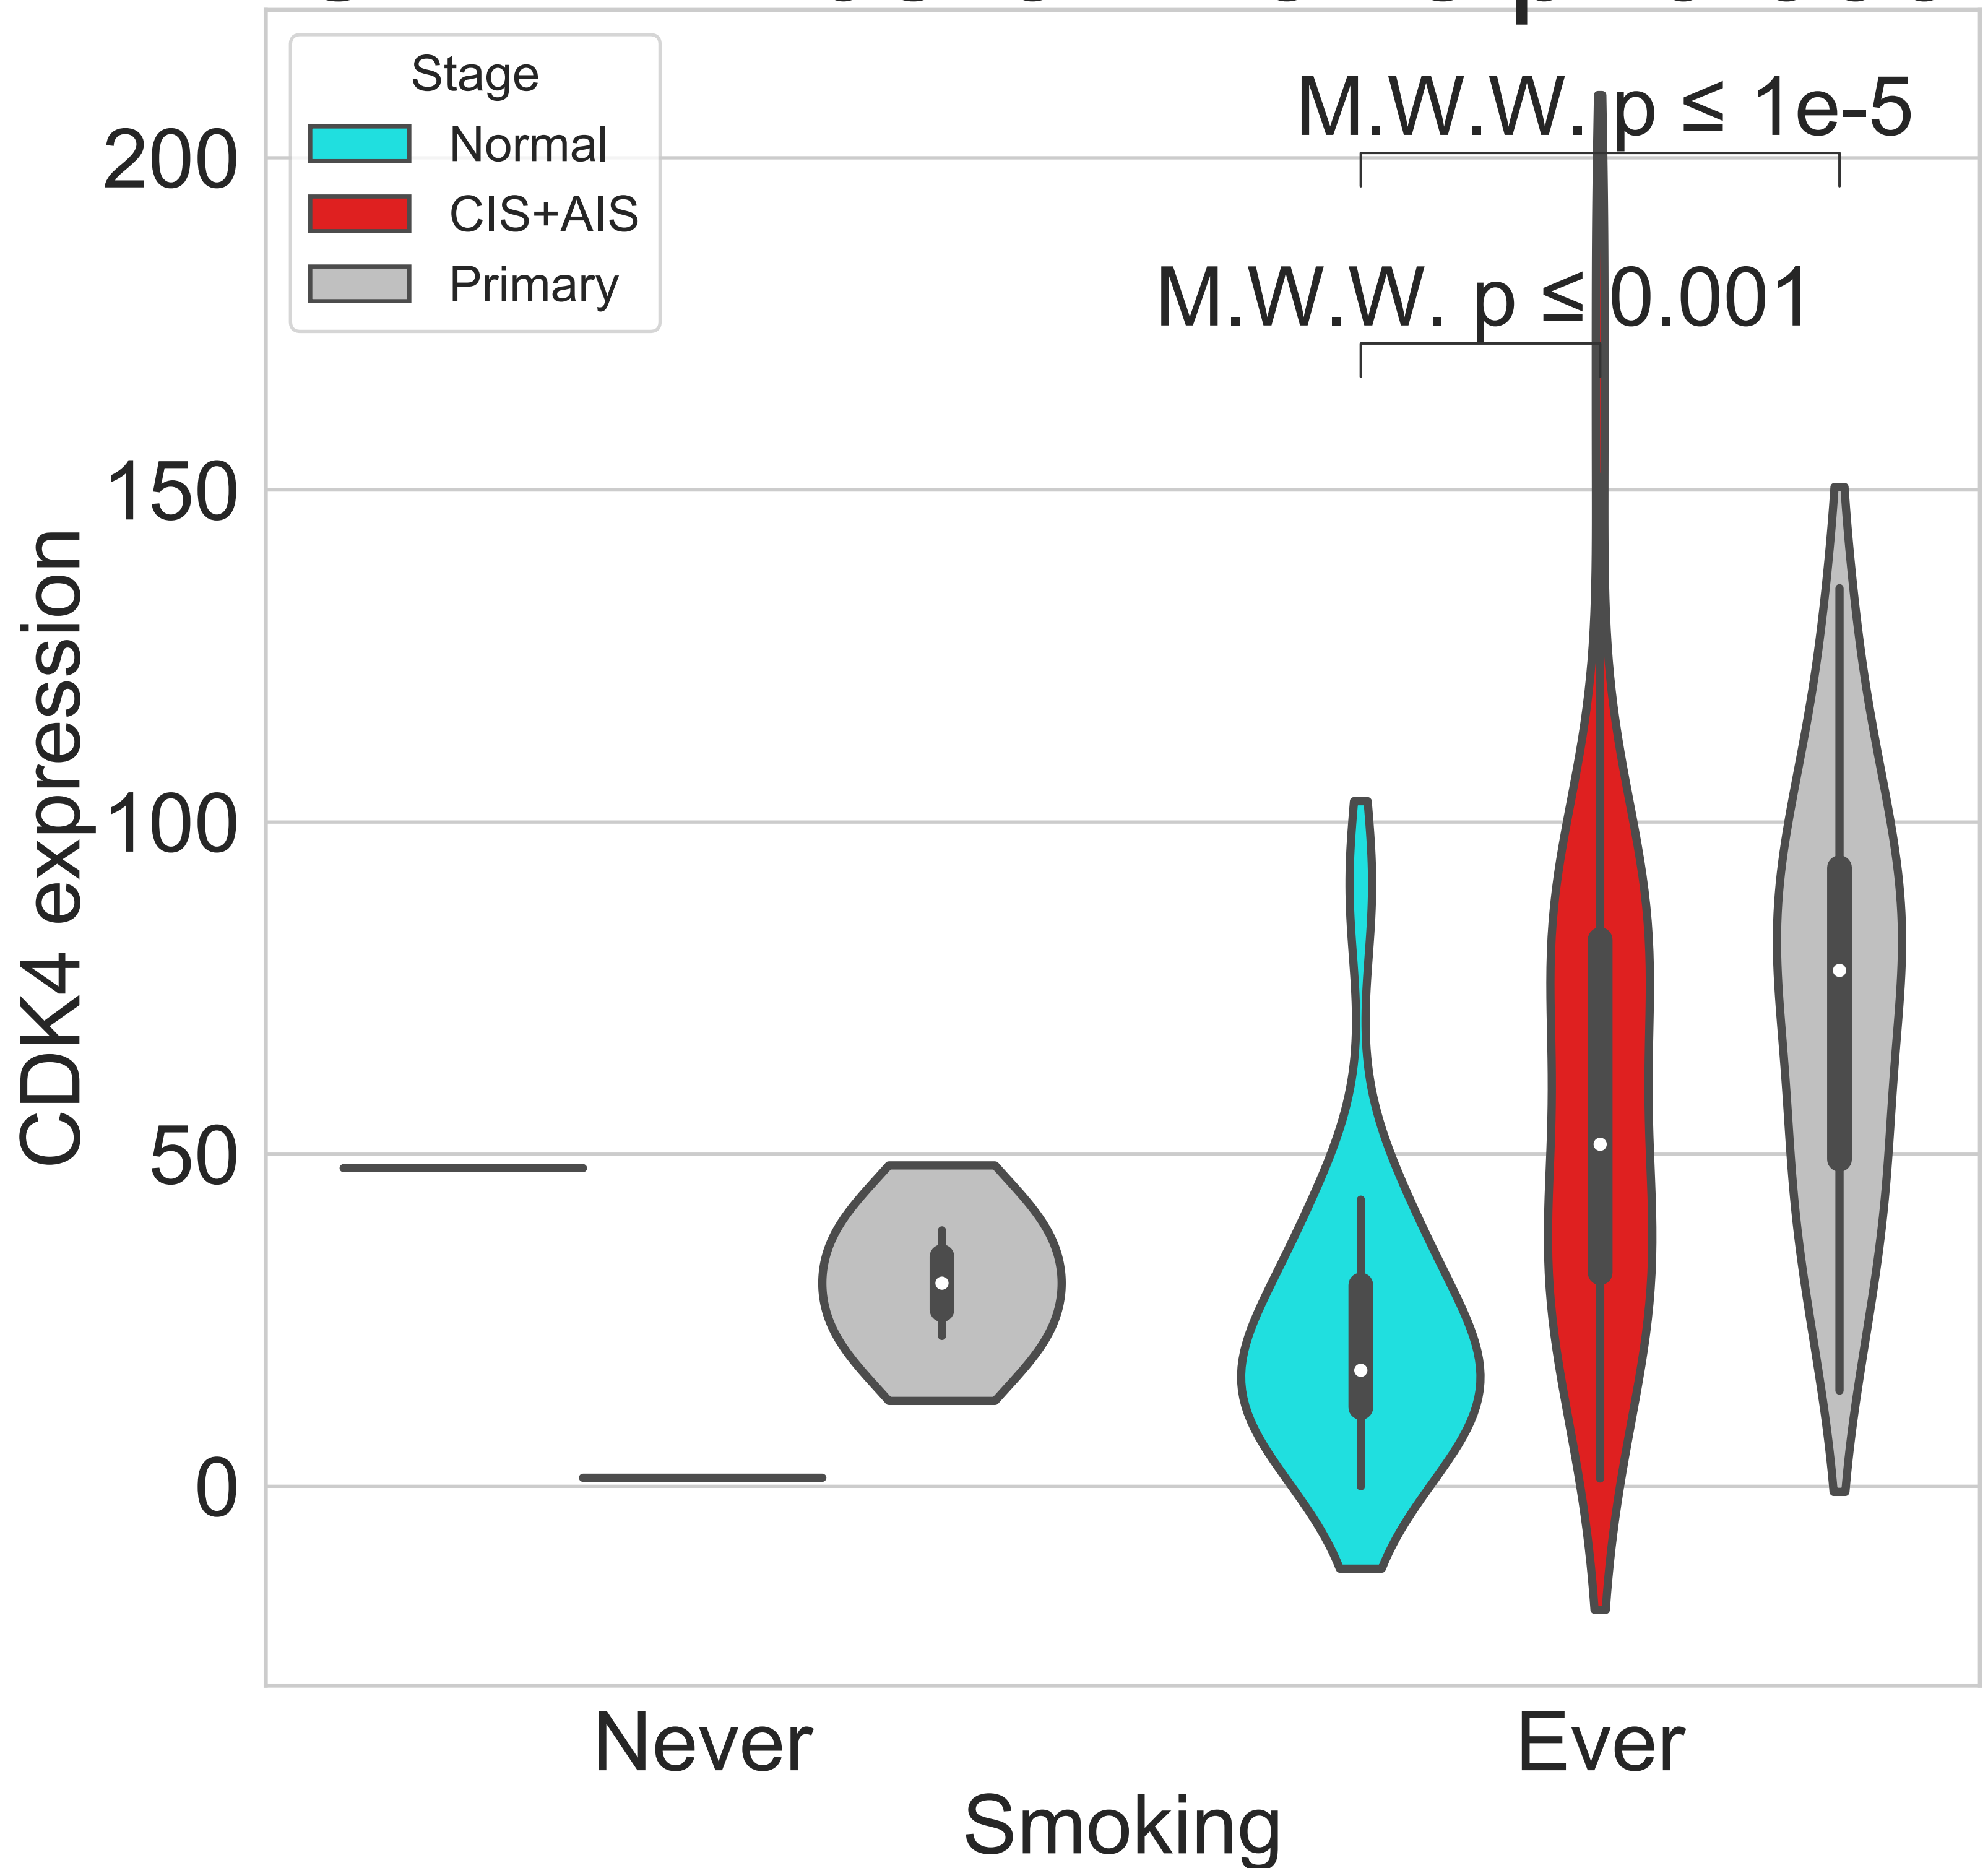 Stage
Normal
CIS+AIS
Primary
M.W.W. p ≤ 1e-5
M.W.W. p ≤ 0.001
200
150
100
50
0
CDK4 expression
Never
Ever
Smoking